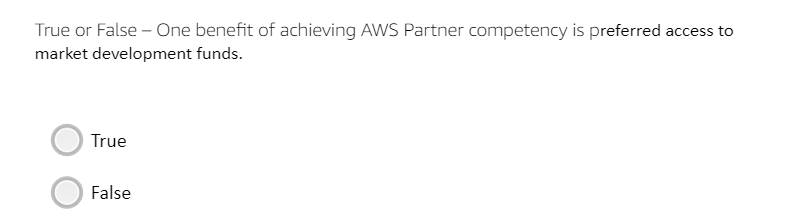 True or False – One benefit of achieving AWS Partner competency is preferred access to
market development funds.
True
False